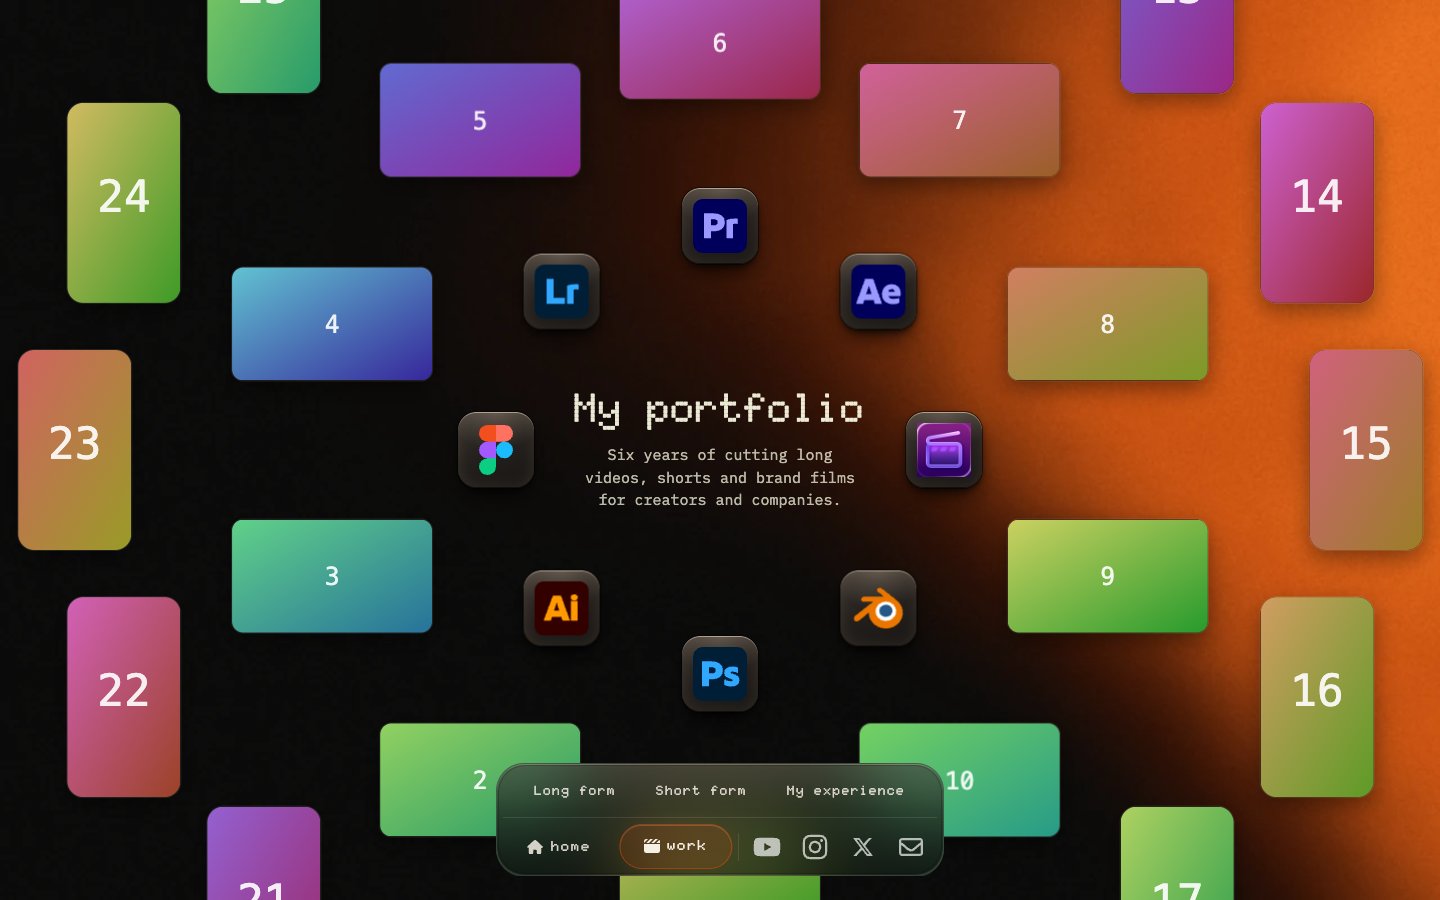 6
5
7
24
14
Pr
Lr
Ae
4
8
My portfolio
23
15
Six years of cutting long
videos, shorts and brand films
for creators and companies.
3
9
Ai
22
16
Ps
2
10
Long form
Short form
My experience
home
work
21
17